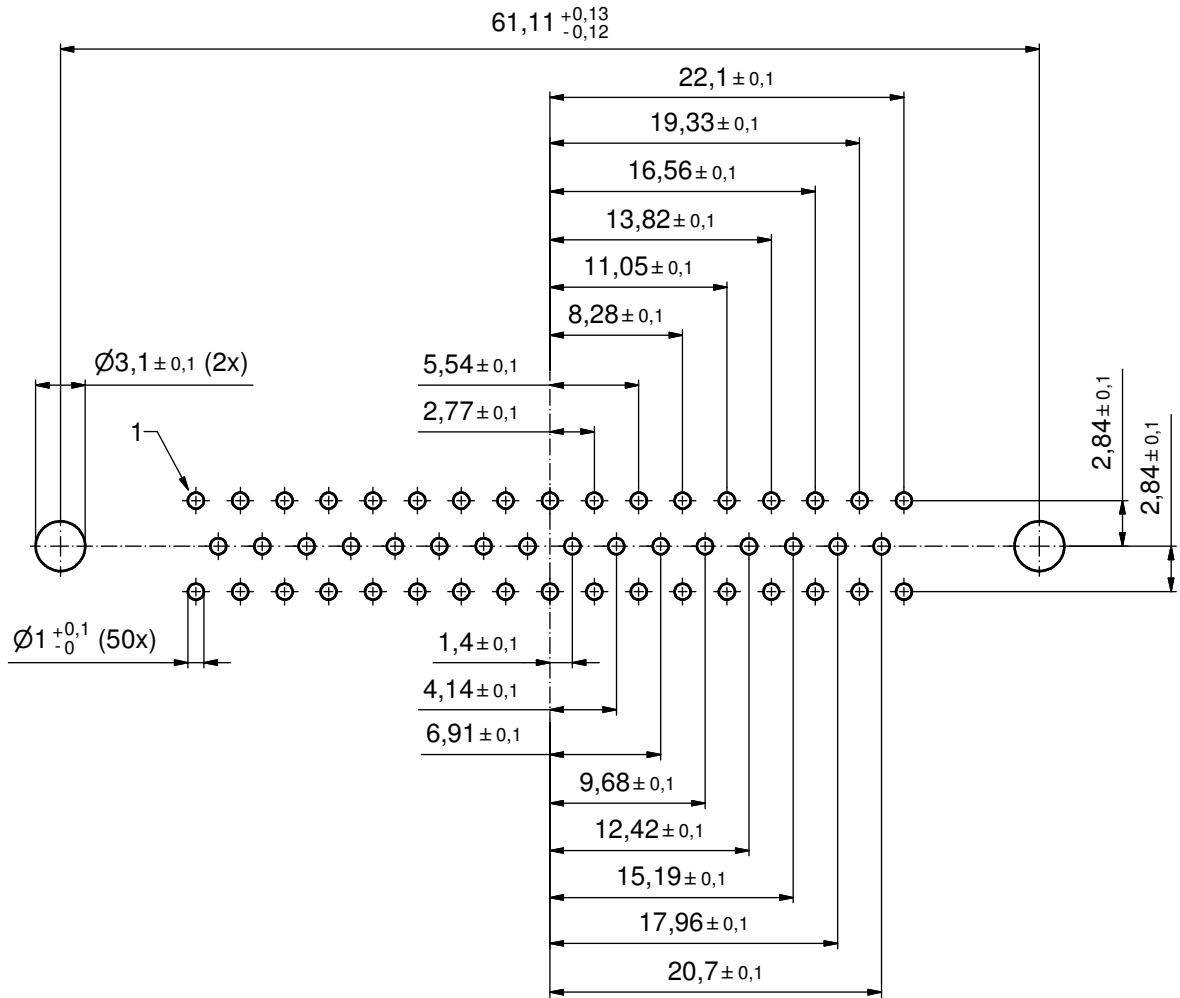 61,11 +0,13 -0,12
22,1 ± 0,1
19,33 ± 0,1
16,56 ± 0,1
13,82 ± 0,1
11,05 ± 0,1
8,28 ± 0,1
Ø3,1 ± 0,1 (2x)
5,54 ± 0,1
2,77 ± 0,1
2,84 ± 0,1
2,84 ± 0,1
1
Ø1 +0,1 -0 (50x)
1,4 ± 0,1
4,14 ± 0,1
6,91 ± 0,1
9,68 ± 0,1
12,42 ± 0,1
15,19 ± 0,1
17,96 ± 0,1
20,7 ± 0,1